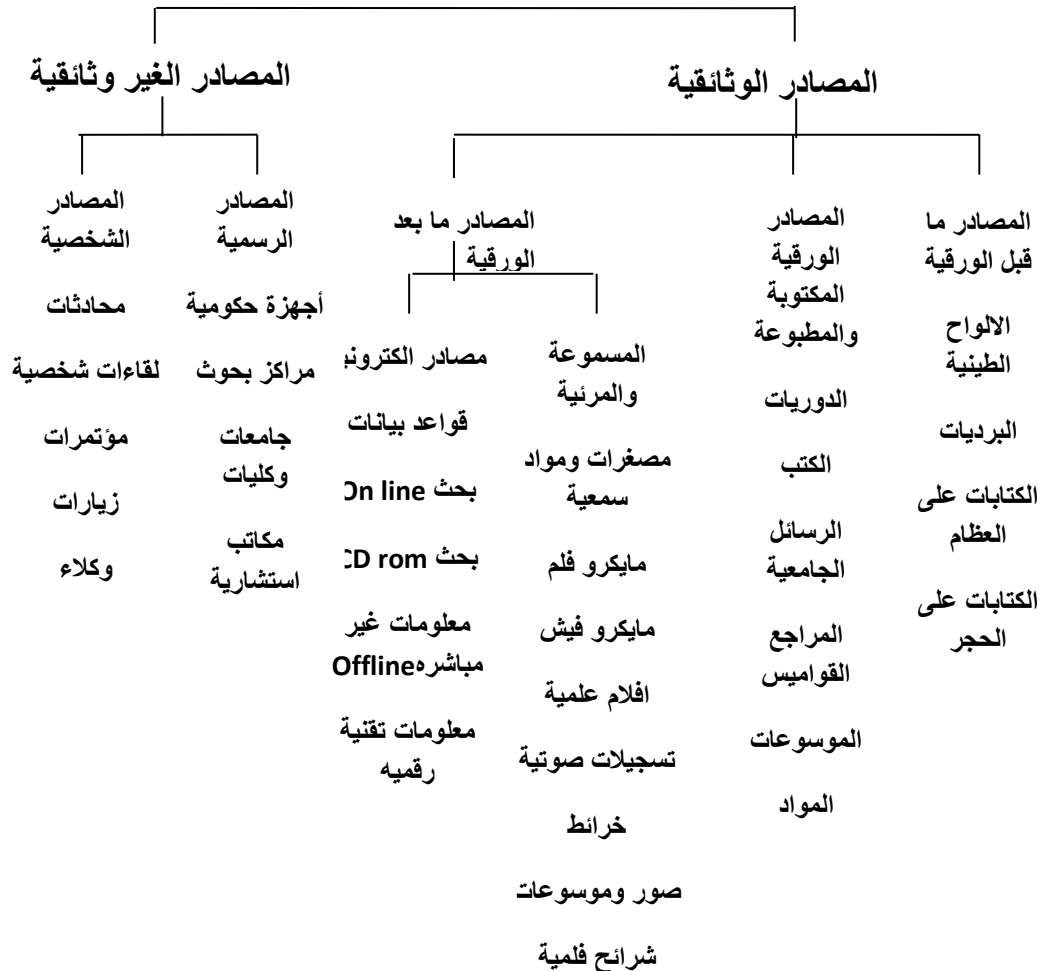 المصادر الوثائقية
المصادر ما
قبل الورقية
الالواح
الطينية
البرديات
الكتابات على
العظام
الكتابات على
الحجر
المصادر
الورقية
المكتوبة
والمطبوعة
الدوريات
الكتب
الرسائل
الجامعية
المراجع
القواميس
الموسوعات
المواد
المصادر ما بعد
الورقية
المسموعة
والمرئية
مصغرات ومواد
سمعية
مايكرو فلم
مايكرو فيش
افلام علمية
تسجيلات صوتية
خرائط
صور وموسوعات
شرائح فلمية
مصادر الكتروني
قواعد بيانات
بحث On line
بحث CD rom
معلومات غير
مباشره Offline
معلومات تقنية
رقميه
المصادر الغير وثائقية
المصادر
الرسمية
أجهزة حكومية
مراكز بحوث
جامعات
وكليات
مكاتب
استشارية
المصادر
الشخصية
محادثات
لقاءات شخصية
مؤتمرات
زيارات
وكلاء